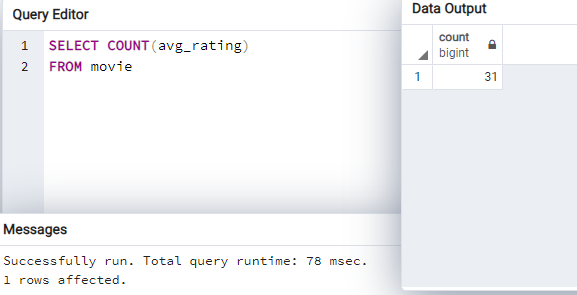 Query Editor
1 SELECT COUNT(avg_rating)
2 FROM movie
Data Output
count
bigint
1 31
Messages
Successfully run. Total query runtime: 78 msec.
1 rows affected.